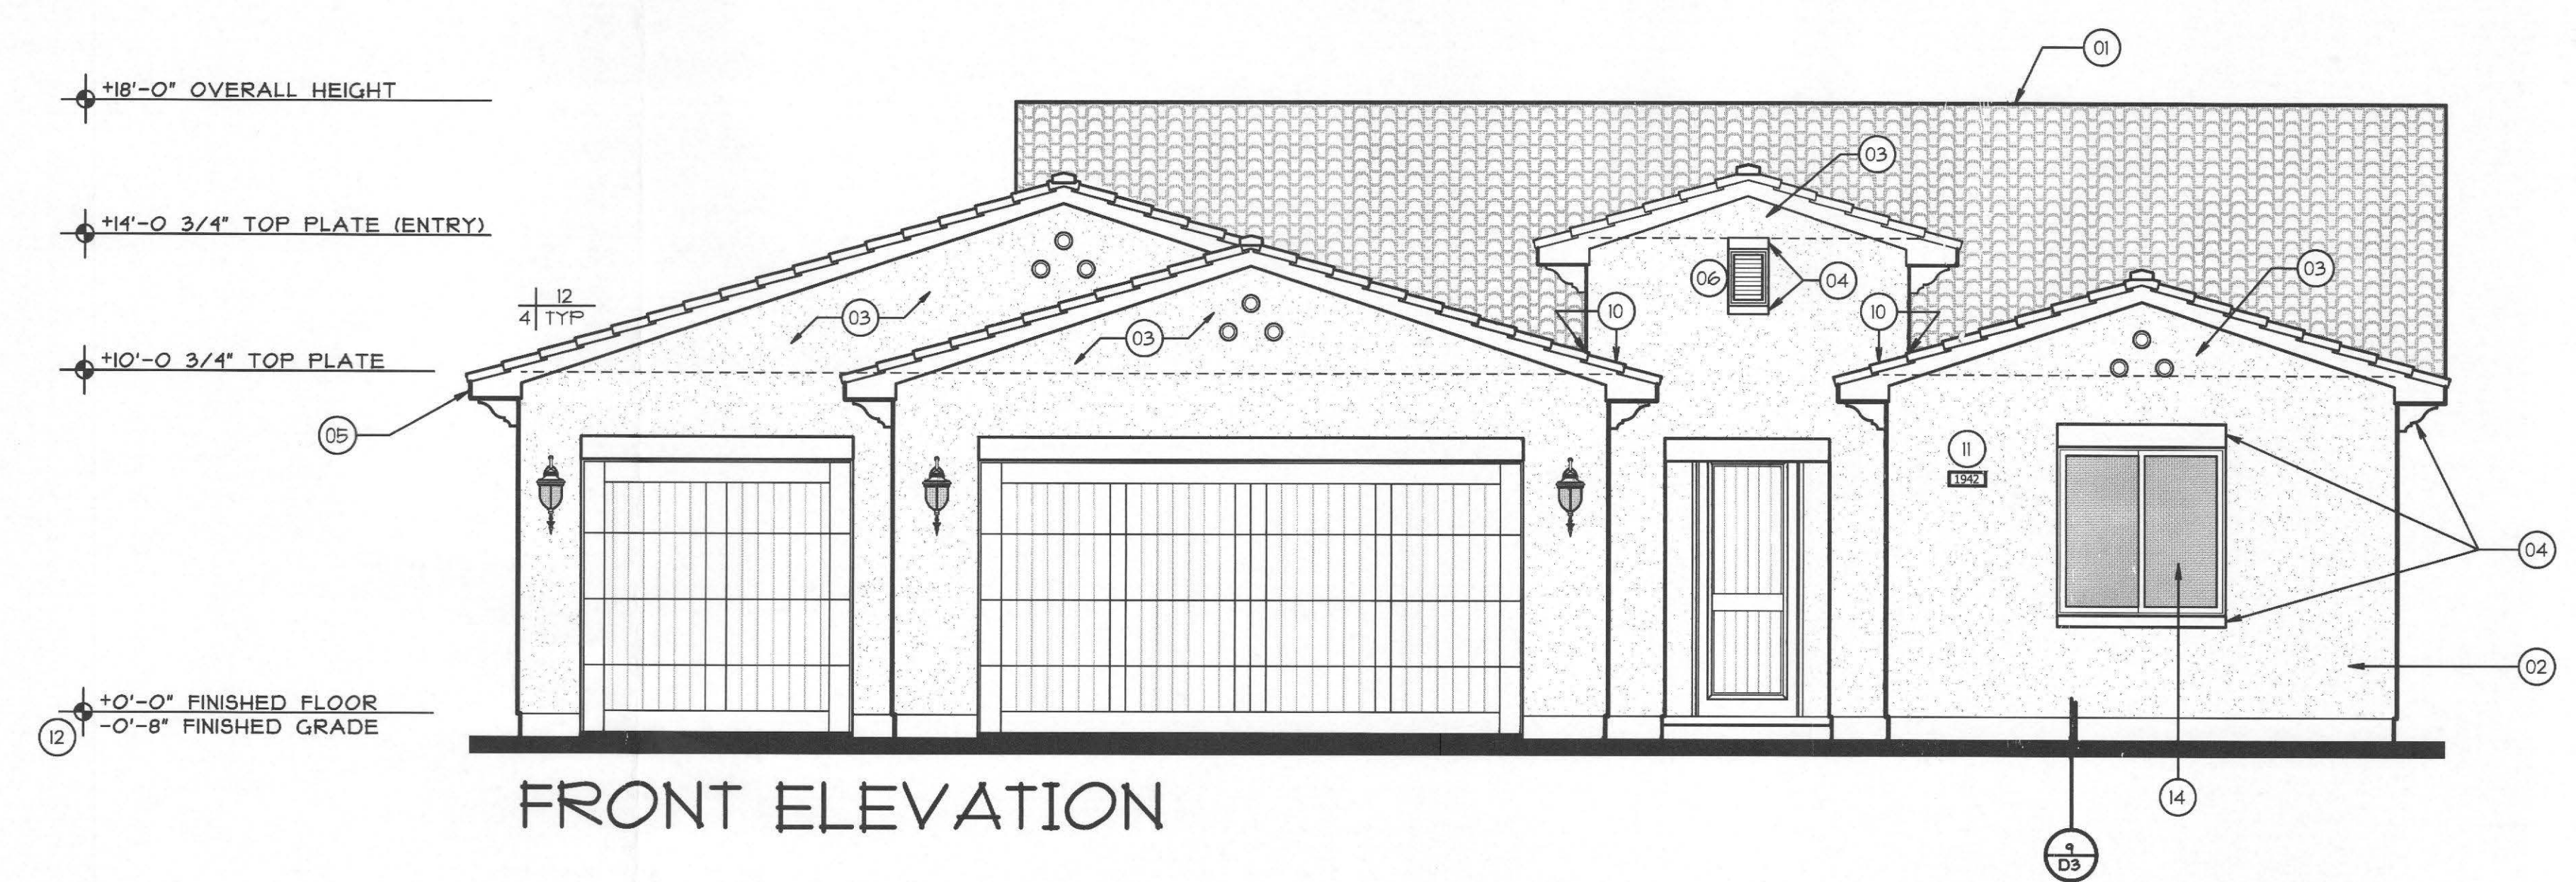 01
+18'-0" OVERALL HEIGHT
03
+14'-0 3/4" TOP PLATE (ENTRY)
03
06
04
12
4 TYP
03
03
10
10
+10'-0 3/4" TOP PLATE
05
11
1942
04
02
+0'-0" FINISHED FLOOR
-0'-8" FINISHED GRADE
12
14
FRONT ELEVATION
9
D3